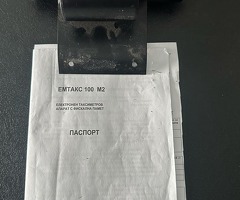 ЕМТАКС 100 М2
ЕЛЕКТРОНЕН ТАКСИМЕТРОВ
АПАРАТ С ФИСКАЛНА ПАМЕТ
ПАСПОРТ